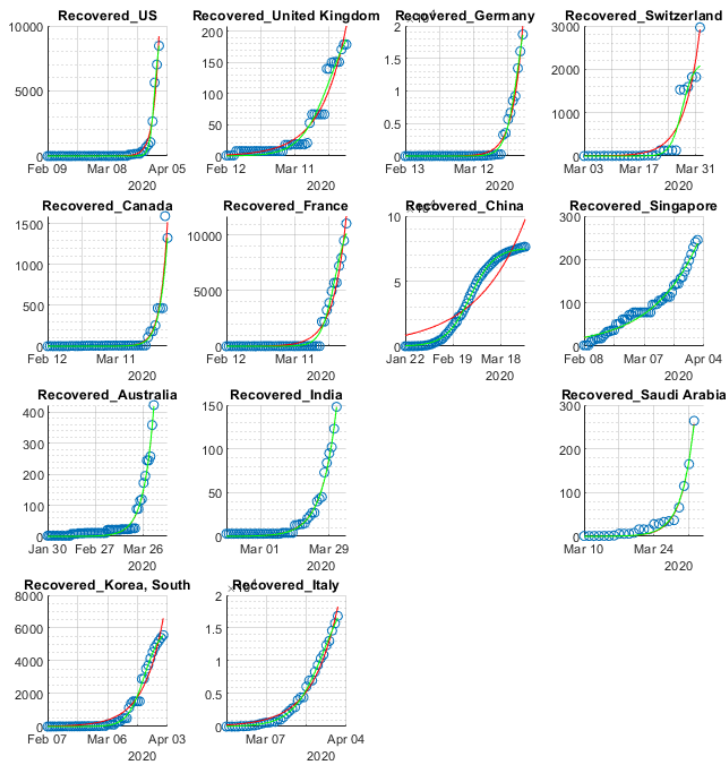 Recovered_US
10000
5000
0
Feb 09
Mar 08
Apr 05
2020
Recovered_United Kingdom
200
150
100
50
0
Feb 12
Mar 11
2020
Recovered_Germany
2
1.5
1
0.5
0
Feb 13
Mar 12
2020
Recovered_Switzerland
3000
2000
1000
0
Mar 03
Mar 17
Mar 31
2020
Recovered_Canada
1500
1000
500
0
Feb 12
Mar 11
2020
Recovered_France
10000
5000
0
Feb 12
Mar 11
2020
Recovered_China
10
5
0
Jan 22
Feb 19
Mar 18
2020
Recovered_Singapore
300
200
100
0
Feb 08
Mar 07
Apr 04
2020
Recovered_Australia
400
300
200
100
0
Jan 30
Feb 27
Mar 26
2020
Recovered_India
150
100
50
0
Mar 01
Mar 29
2020
Recovered_Saudi Arabia
300
200
100
0
Mar 10
Mar 24
2020
Recovered_Korea, South
8000
6000
4000
2000
0
Feb 07
Mar 06
Apr 03
2020
Recovered_Italy
2
1.5
1
0.5
0
Mar 07
Apr 04
2020